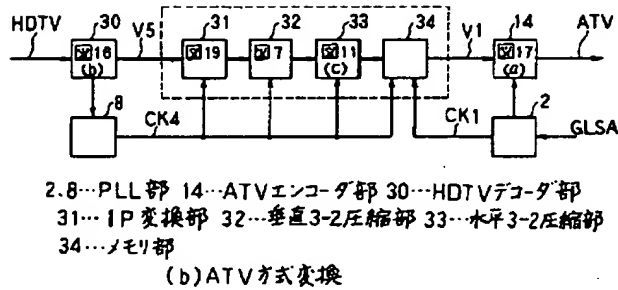 30 31 32 33 34 14
HDTV V5 V1 ATV
図16 図19 図7 図11 図17
(b) (c) (a)
8 2
CK4 CK1 GLSA
2.8…PLL部 14…ATVエンコーダ部 30…HDTVデコーダ部
31…IP変換部 32…垂直3-2圧縮部 33…水平3-2圧縮部
34…メモリ部
(b)ATV方式変換